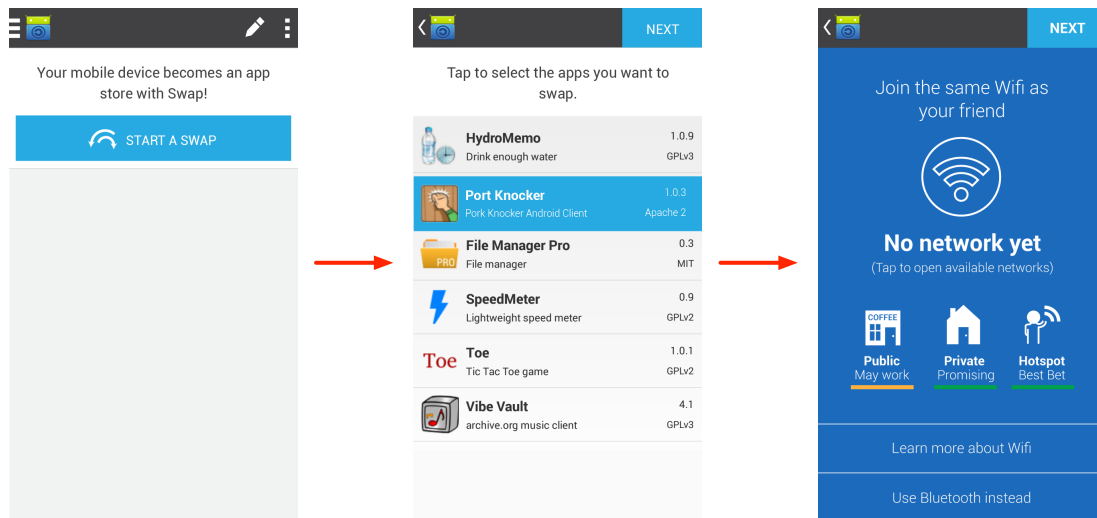 Your mobile device becomes an app
store with Swap!
START A SWAP
NEXT
Tap to select the apps you want to
swap.
HydroMemo 1.0.9
Drink enough water GPLv3
Port Knocker 1.0.3
Pork Knocker Android Client Apache 2
File Manager Pro 0.3
PRO File manager MIT
SpeedMeter 0.9
Lightweight speed meter GPLv2
Toe Toe 1.0.1
Tic Tac Toe game GPLv2
Vibe Vault 4.1
archive.org music client GPLv3
NEXT
Join the same Wifi as
your friend
No network yet
(Tap to open available networks)
COFFEE
Public Private Hotspot
May work Promising Best Bet
Learn more about Wifi
Use Bluetooth instead